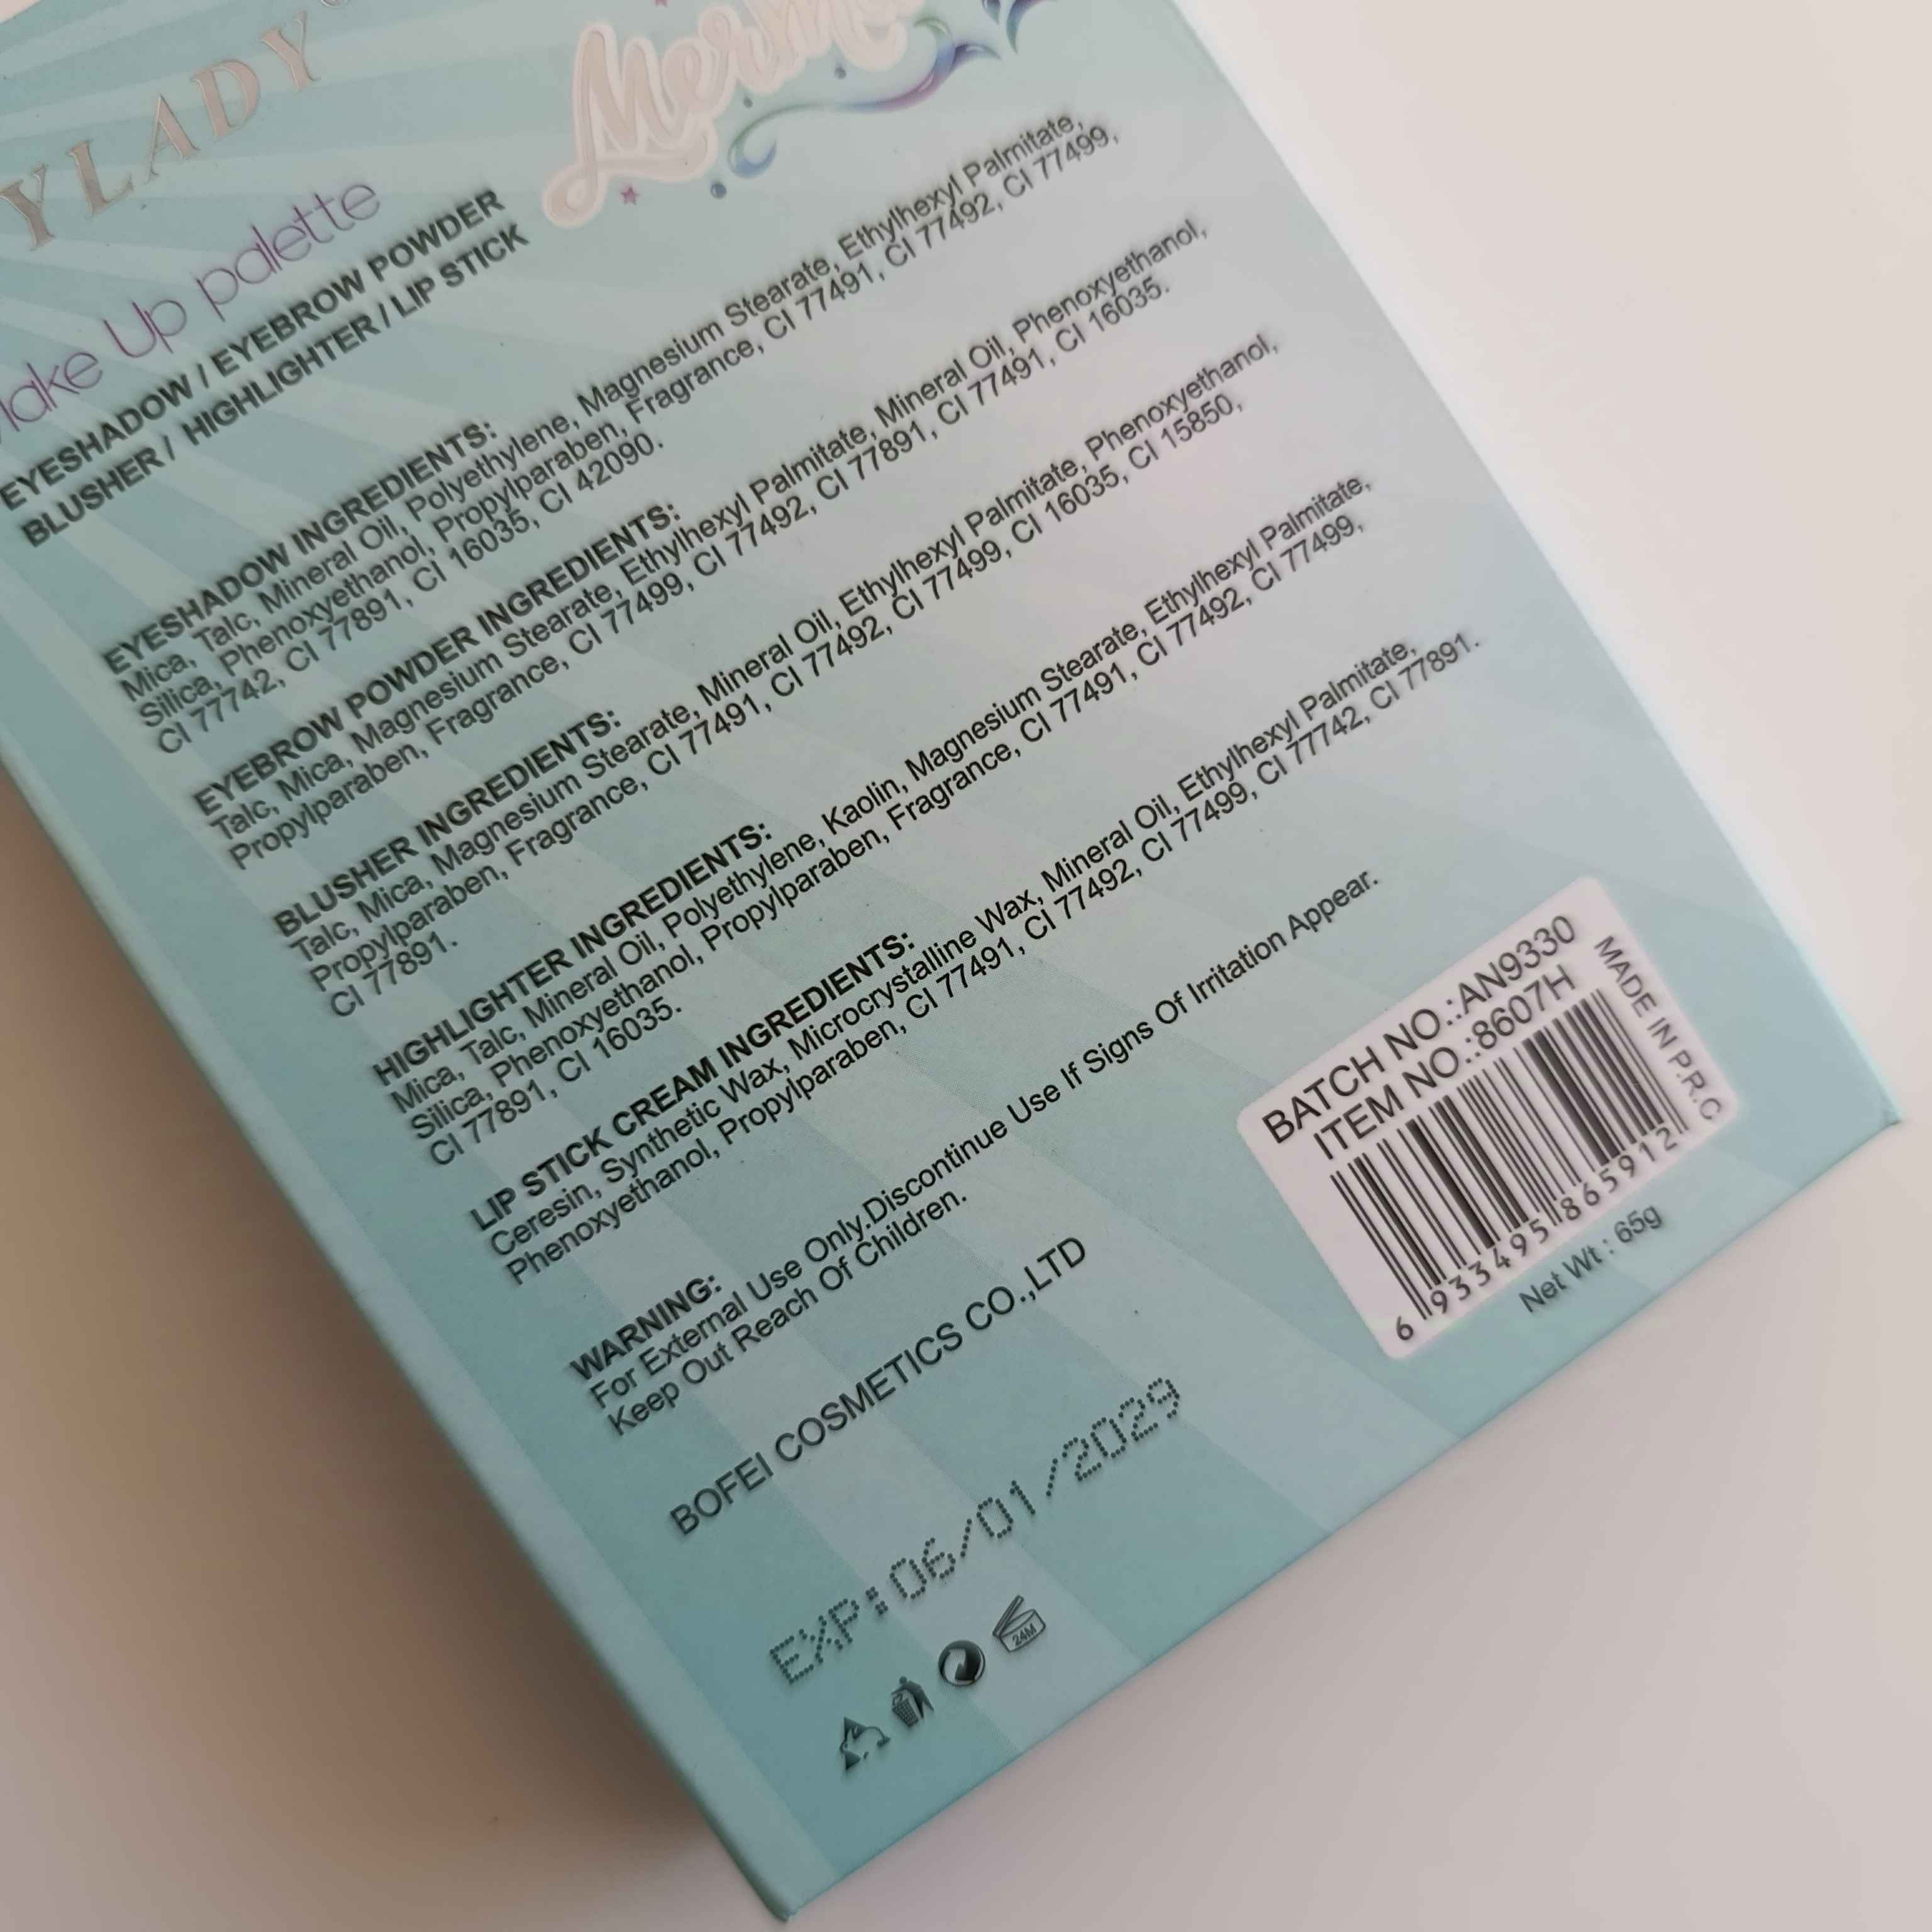 YLADY
Make Up palette
EYESHADOW / EYEBROW POWDER
BLUSHER / HIGHLIGHTER / LIP STICK
EYESHADOW INGREDIENTS:
Mica, Talc, Mineral Oil, Polyethylene, Magnesium Stearate, Ethylhexyl Palmitate,
Silica, Phenoxyethanol, Propylparaben, Fragrance, CI 77491, CI 77492, CI 77499,
CI 77742, CI 77891, CI 16035, CI 42090.
EYEBROW POWDER INGREDIENTS:
Talc, Mica, Magnesium Stearate, Ethylhexyl Palmitate, Mineral Oil, Phenoxyethanol,
Propylparaben, Fragrance, CI 77499, CI 77492, CI 77891, CI 77491, CI 16035.
BLUSHER INGREDIENTS:
Talc, Mica, Magnesium Stearate, Mineral Oil, Ethylhexyl Palmitate, Phenoxyethanol,
Propylparaben, Fragrance, CI 77491, CI 77492, CI 77499, CI 16035, CI 15850,
CI 77891.
HIGHLIGHTER INGREDIENTS:
Mica, Talc, Mineral Oil, Polyethylene, Kaolin, Magnesium Stearate, Ethylhexyl Palmitate,
Silica, Phenoxyethanol, Propylparaben, Fragrance, CI 77491, CI 77492, CI 77499,
CI 77891, CI 16035.
LIP STICK CREAM INGREDIENTS:
Ceresin, Synthetic Wax, Microcrystalline Wax, Mineral Oil, Ethylhexyl Palmitate,
Phenoxyethanol, Propylparaben, CI 77491, CI 77492, CI 77499, CI 77742, CI 77891.
WARNING:
For External Use Only.Discontinue Use If Signs Of Irritation Appear.
Keep Out Reach Of Children.
BOFEI COSMETICS CO.,LTD
EXP:06/01/2029
24M
BATCH NO.:AN9330
ITEM NO.:8607H
MADE IN P.R.C
6 933495 865912
Net Wt : 65g